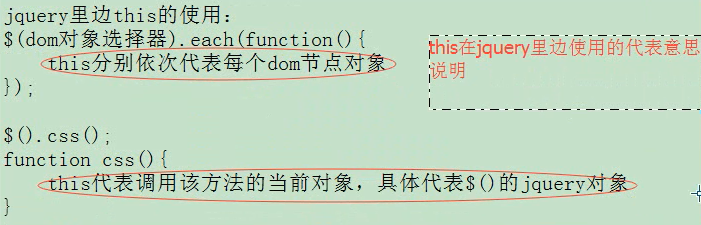 jquery里边this的使用：
$(dom对象选择器).each(function(){
this分别依次代表每个dom节点对象
});
this在jquery里边使用的代表意思
说明
$().css();
function css(){
this代表调用该方法的当前对象，具体代表$()的jquery对象
}